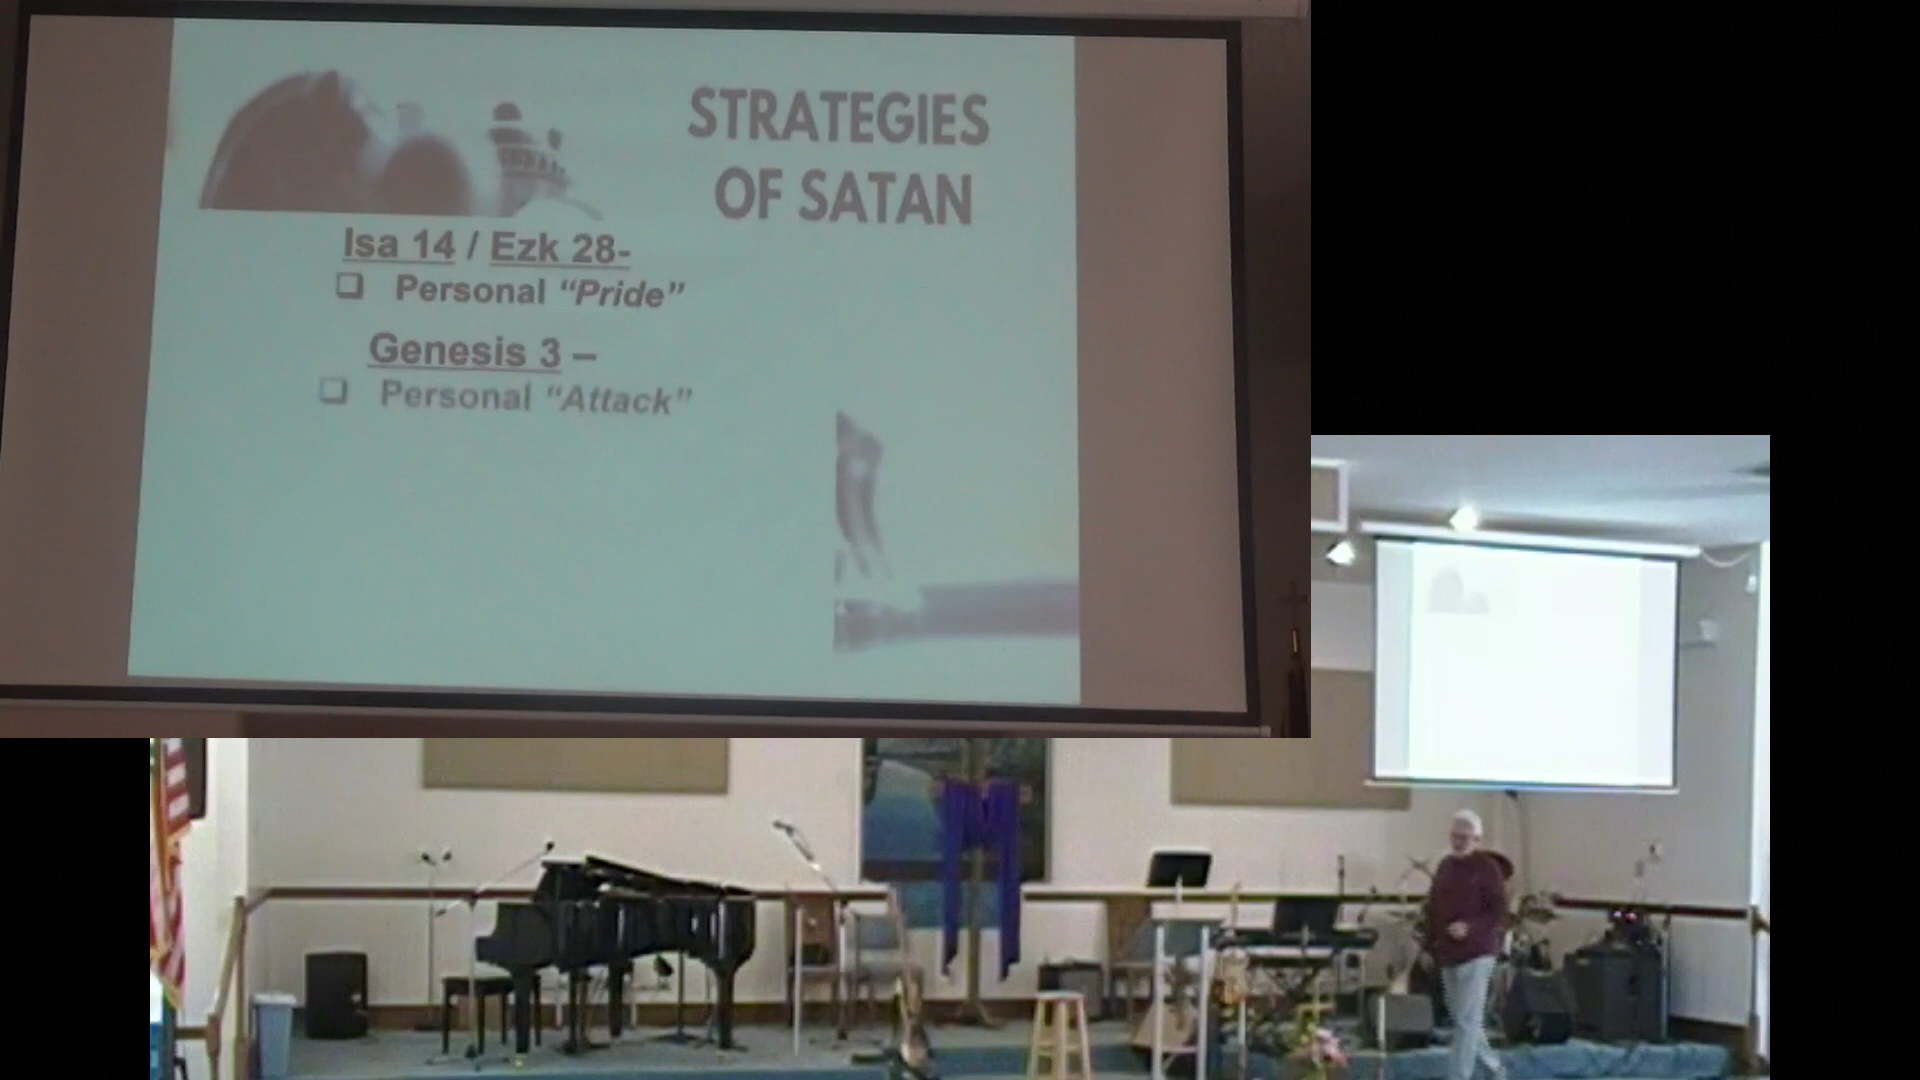 STRATEGIES
OF SATAN
Isa 14 / Ezk 28-
❑ Personal “Pride”
Genesis 3 –
❑ Personal “Attack”